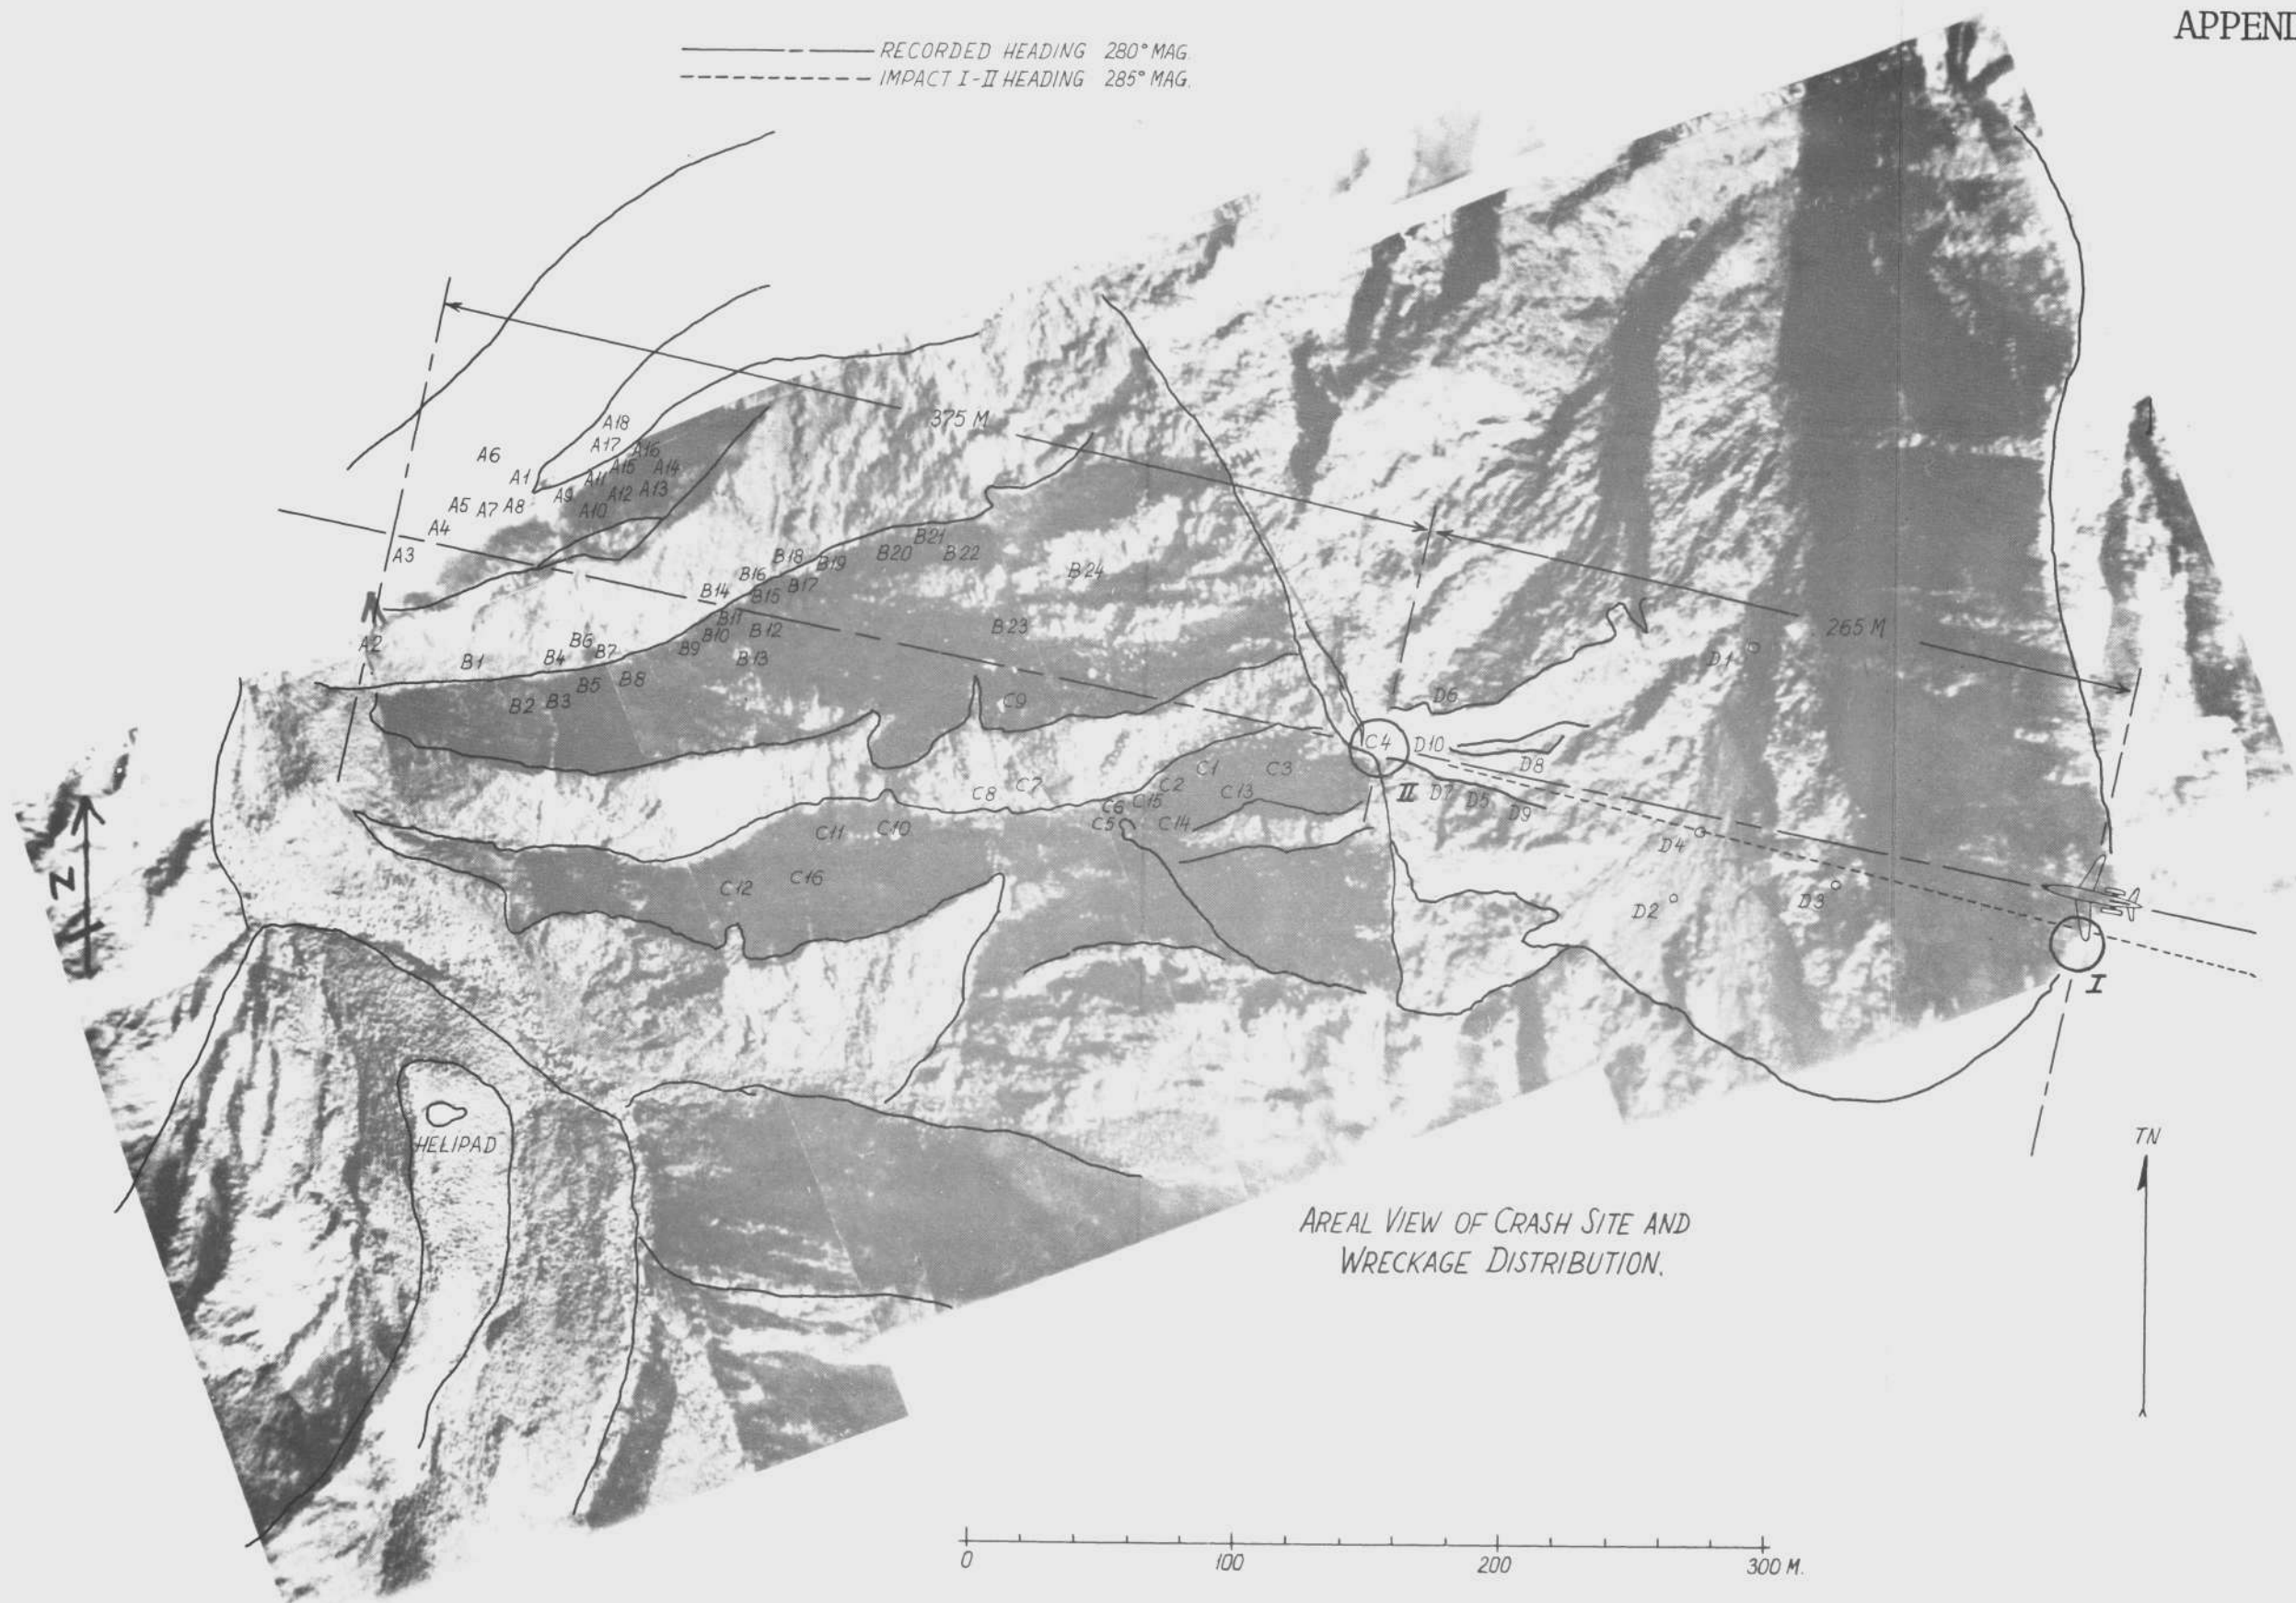 APPEND
RECORDED HEADING 280° MAG.
IMPACT I-II HEADING 285° MAG.
375 M
265 M
A18
A17
A16
A6
A15
A14
A1
A11
A13
A9
A12
A5
A7
A8
A10
A4
A3
A2
B21
B18
B20
B22
B19
B16
B24
B14
B17
B15
B11
B23
B10
B12
B6
B7
B9
B4
B13
B1
B5
B8
B2
B3
C9
D1
D6
C4
D10
C1
C3
D8
C7
C2
C8
C13
II
D7
D5
C6
C15
D9
C5
C14
C11
C10
D4
C16
C12
D3
D2
N
I
HELIPAD
TN
AREAL VIEW OF CRASH SITE AND
WRECKAGE DISTRIBUTION.
0 100 200 300 M.